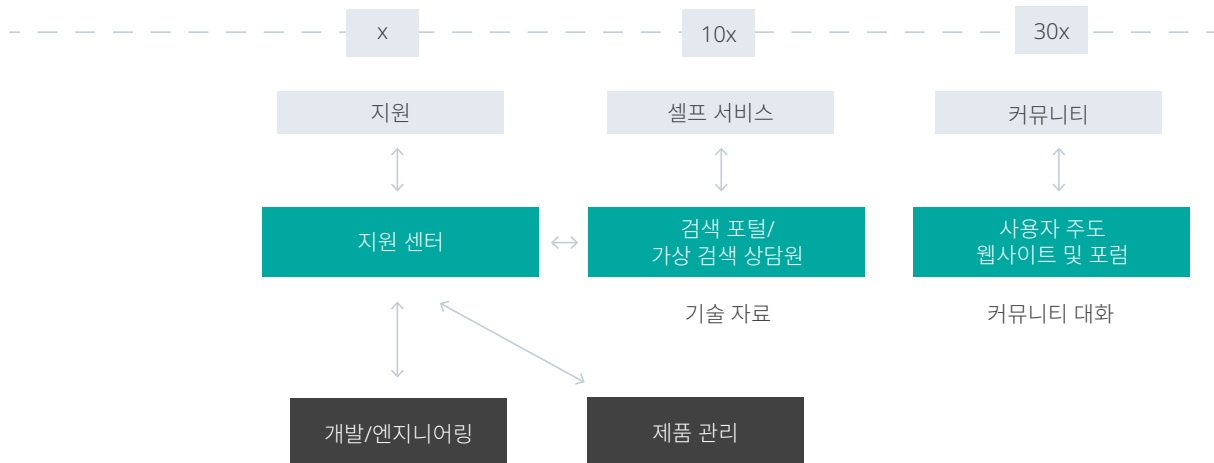 x
10x
30x
지원
셀프 서비스
커뮤니티
지원 센터
검색 포털/
가상 검색 상담원
사용자 주도
웹사이트 및 포럼
기술 자료
커뮤니티 대화
개발/엔지니어링
제품 관리